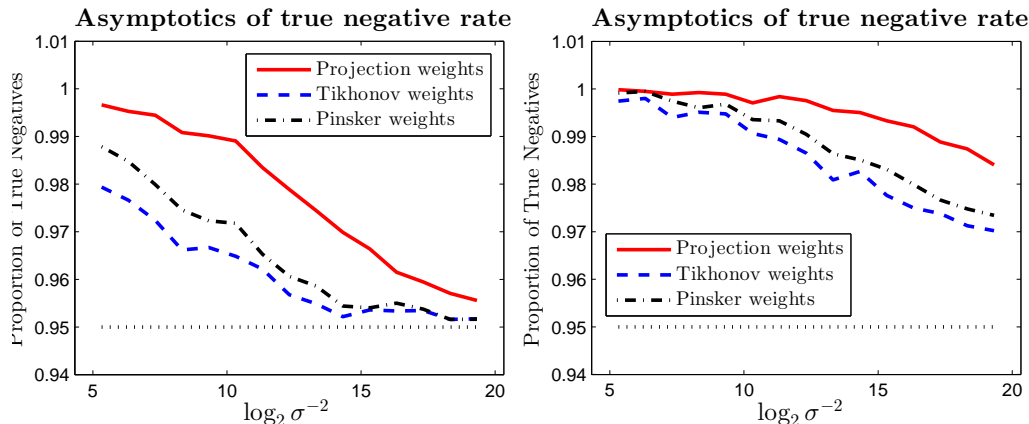 Asymptotics of true negative rate
Proportion of True Negatives
1.01
1
0.99
0.98
0.97
0.96
0.95
0.94
Projection weights
Tikhonov weights
Pinsker weights
5
10
15
20
log₂ σ⁻²
Asymptotics of true negative rate
Proportion of True Negatives
1.01
1
0.99
0.98
0.97
0.96
0.95
0.94
Projection weights
Tikhonov weights
Pinsker weights
5
10
15
20
log₂ σ⁻²